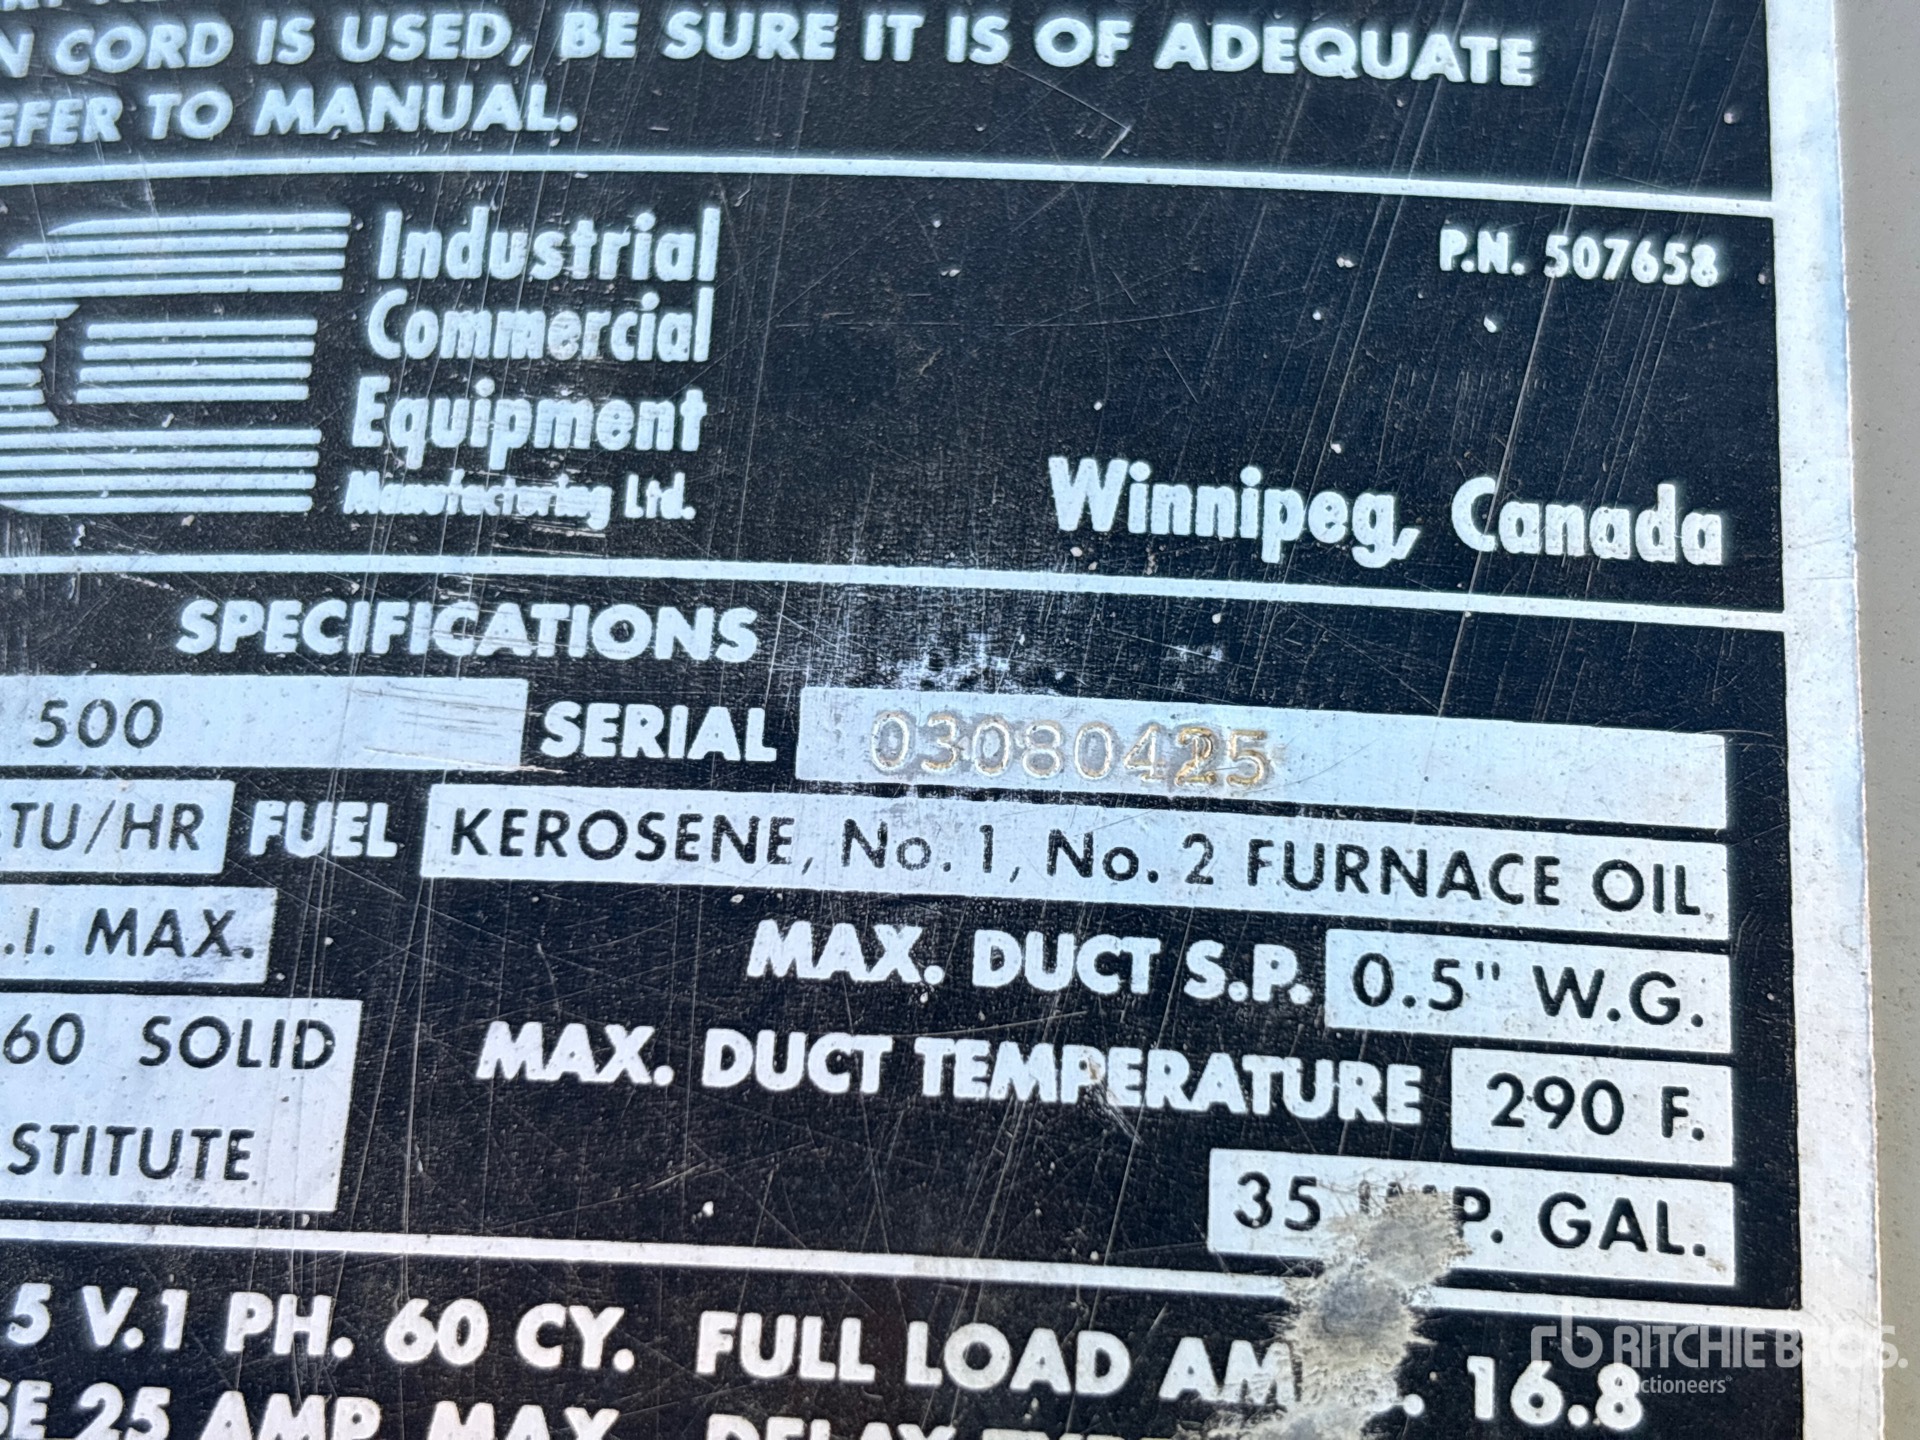 N CORD IS USED, BE SURE IT IS OF ADEQUATE
EFER TO MANUAL.
Industrial
Commercial
Equipment
Manufacturing Ltd.
P.N. 507658
Winnipeg, Canada
SPECIFICATIONS
500 SERIAL 03080425
TU/HR FUEL KEROSENE, No. 1, No. 2 FURNACE OIL
.I. MAX. MAX. DUCT S.P. 0.5" W.G.
60 SOLID MAX. DUCT TEMPERATURE 290 F.
STITUTE 35 IMP. GAL.
5 V.1 PH. 60 CY. FULL LOAD 16.8
SE 25 AMP. MAX.
RITCHIE BROS.
ctioneers